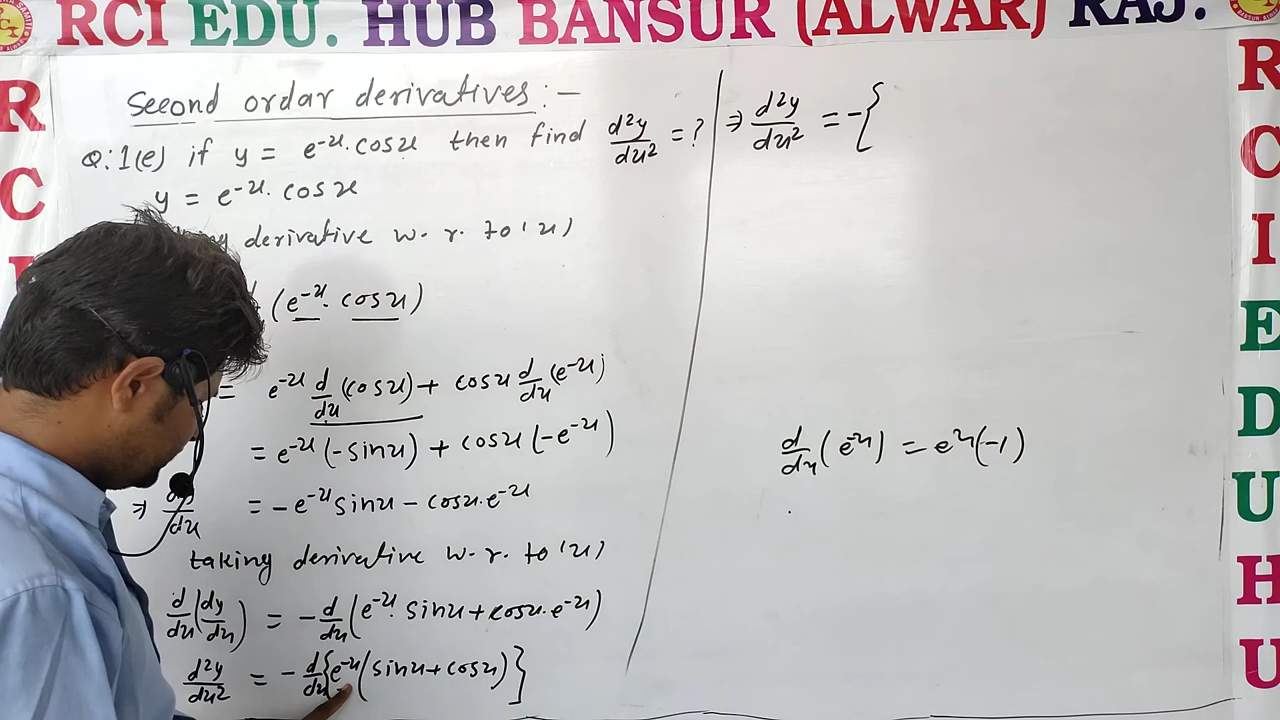 RCI EDU. HUB BANSUR (ALWAR) RAJ.
R
C
Second ordar derivatives :-
Q:1(e) if y = e^-x. cosx then find d²y/dx² = ?
y = e^-x. cosx
derivative w. r. to 'x'
(e^-x. cosx)
= e^-x d/dx (cosx) + cosx d/dx (e^-x)
= e^-x (-sinx) + cosx (-e^-x)
⇒ dy/dx = -e^-x sinx - cosx.e^-x
taking derivative w. r. to 'x'
d/dx (dy/dx) = -d/dx (e^-x. sinx + cosx. e^-x)
d²y/dx² = -d/dx {e^-x (sinx + cosx)}
⇒ d²y/dx² = -{
d/dx (e^-x) = e^-x (-1)
R
C
I
E
D
U
H
U